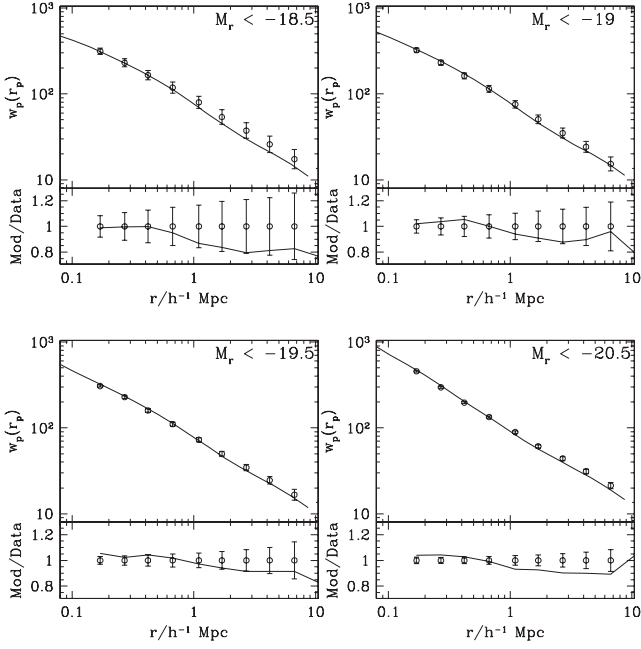 M_r < −18.5
10³
10²
10
w_p(r_p)
1.2
1
0.8
Mod/Data
0.1 1 10
r/h⁻¹ Mpc
M_r < −19
10³
10²
10
w_p(r_p)
1.2
1
0.8
Mod/Data
0.1 1 10
r/h⁻¹ Mpc
M_r < −19.5
10³
10²
10
w_p(r_p)
1.2
1
0.8
Mod/Data
0.1 1 10
r/h⁻¹ Mpc
M_r < −20.5
10³
10²
10
w_p(r_p)
1.2
1
0.8
Mod/Data
0.1 1 10
r/h⁻¹ Mpc